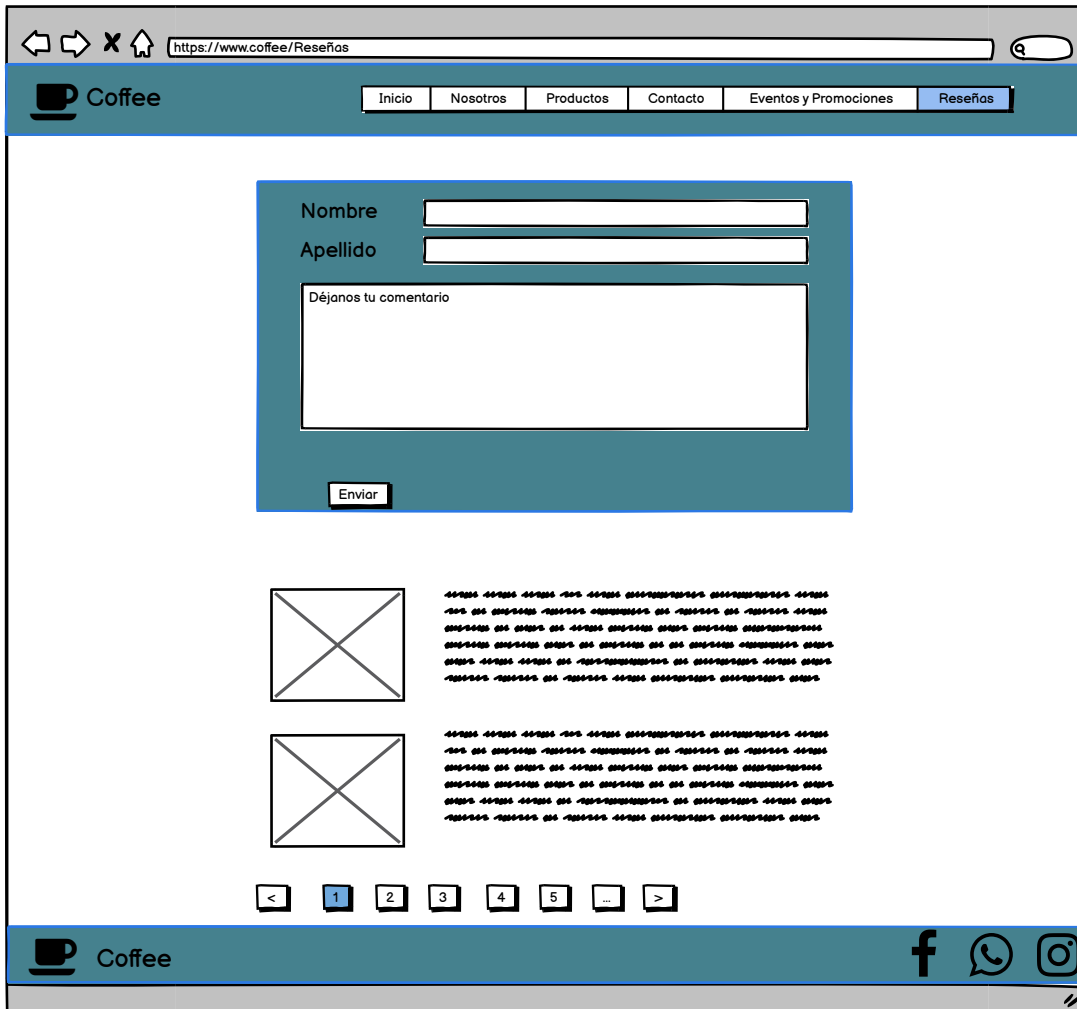 https://www.coffee/Reseñas
Coffee
Inicio Nosotros Productos Contacto Eventos y Promociones Reseñas
Nombre
Apellido
Déjanos tu comentario
Enviar
< 1 2 3 4 5 ... >
Coffee